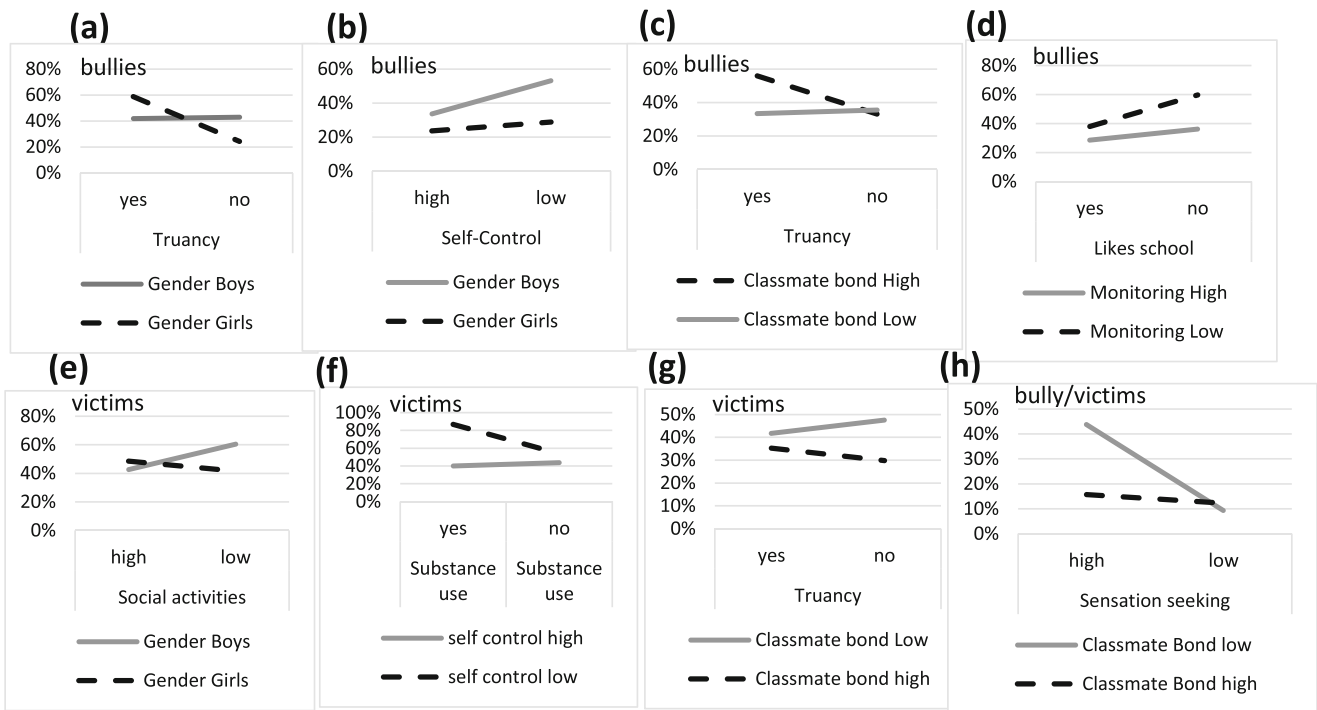 (a)
bullies
80%
60%
40%
20%
0%
yes no
Truancy
Gender Boys
Gender Girls
(b)
bullies
60%
40%
20%
0%
high low
Self-Control
Gender Boys
Gender Girls
(c)
bullies
60%
40%
20%
0%
yes no
Truancy
Classmate bond High
Classmate bond Low
(d)
bullies
80%
60%
40%
20%
0%
yes no
Likes school
Monitoring High
Monitoring Low
(e)
victims
80%
60%
40%
20%
0%
high low
Social activities
Gender Boys
Gender Girls
(f)
victims
100%
80%
60%
40%
20%
0%
yes no
Substance Substance
use use
self control high
self control low
(g)
victims
50%
40%
30%
20%
10%
0%
yes no
Truancy
Classmate bond Low
Classmate bond high
(h)
bully/victims
50%
40%
30%
20%
10%
0%
high low
Sensation seeking
Classmate Bond low
Classmate Bond high